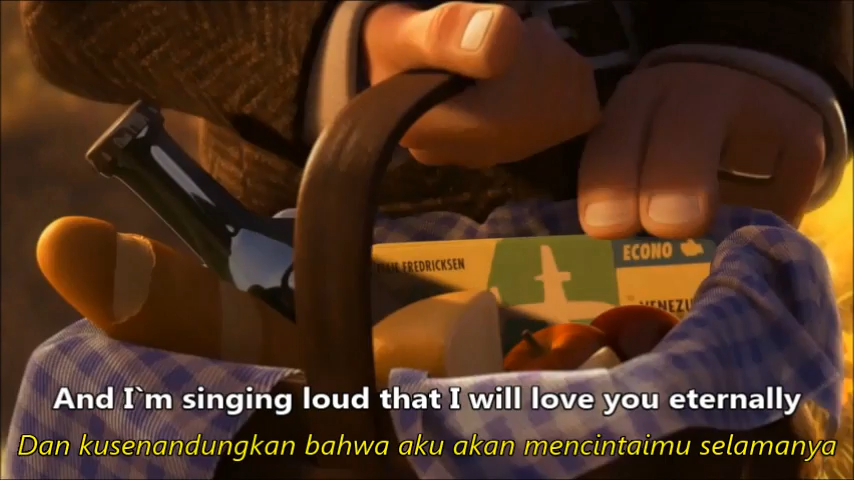 FREDRICKSEN
ECONO
And I`m singing loud that I will love you eternally
Dan kusenandungkan bahwa aku akan mencintaimu selamanya